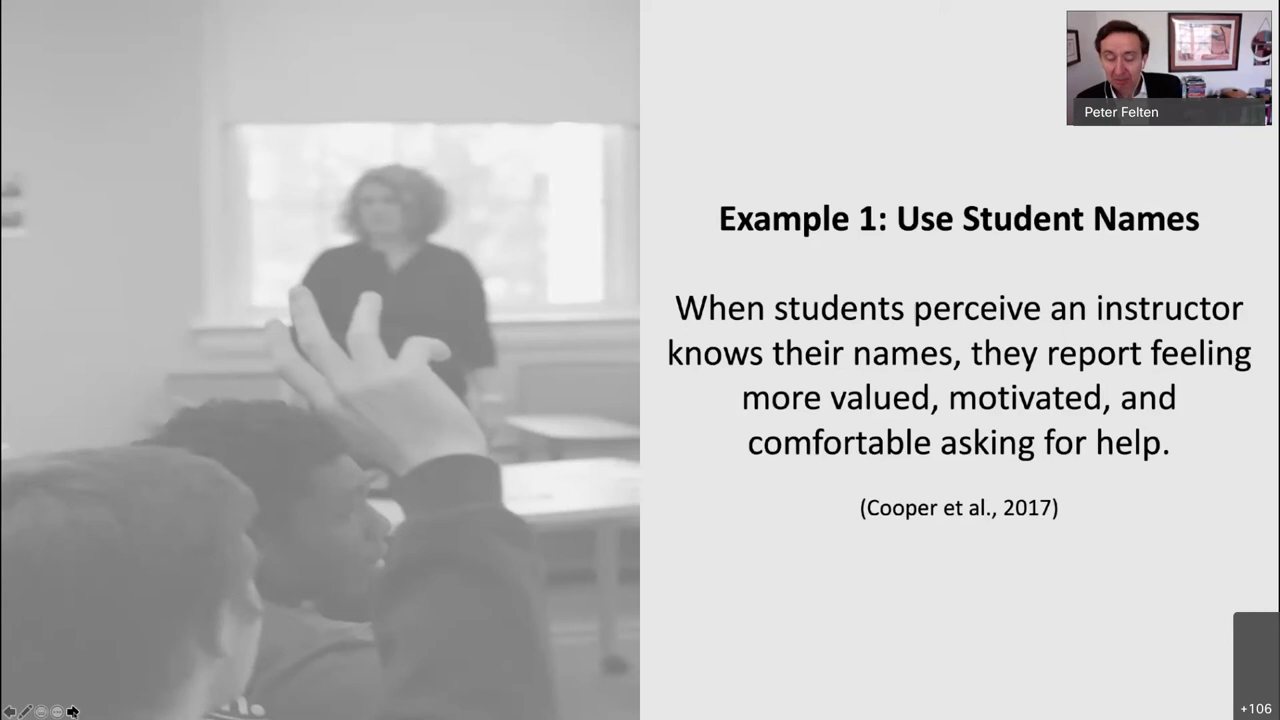 Peter Felten
Example 1: Use Student Names
When students perceive an instructor
knows their names, they report feeling
more valued, motivated, and
comfortable asking for help.
(Cooper et al., 2017)
+106